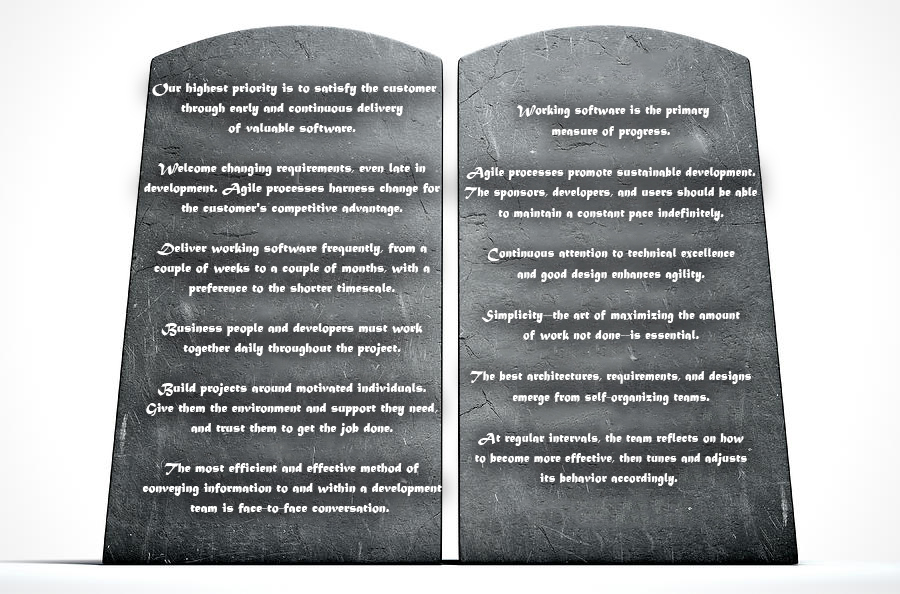 Our highest priority is to satisfy the customer
through early and continuous delivery
of valuable software.
Welcome changing requirements, even late in
development. Agile processes harness change for
the customer's competitive advantage.
Deliver working software frequently, from a
couple of weeks to a couple of months, with a
preference to the shorter timescale.
Business people and developers must work
together daily throughout the project.
Build projects around motivated individuals.
Give them the environment and support they need,
and trust them to get the job done.
The most efficient and effective method of
conveying information to and within a development
team is face-to-face conversation.
Working software is the primary
measure of progress.
Agile processes promote sustainable development.
The sponsors, developers, and users should be able
to maintain a constant pace indefinitely.
Continuous attention to technical excellence
and good design enhances agility.
Simplicity--the art of maximizing the amount
of work not done--is essential.
The best architectures, requirements, and designs
emerge from self-organizing teams.
At regular intervals, the team reflects on how
to become more effective, then tunes and adjusts
its behavior accordingly.